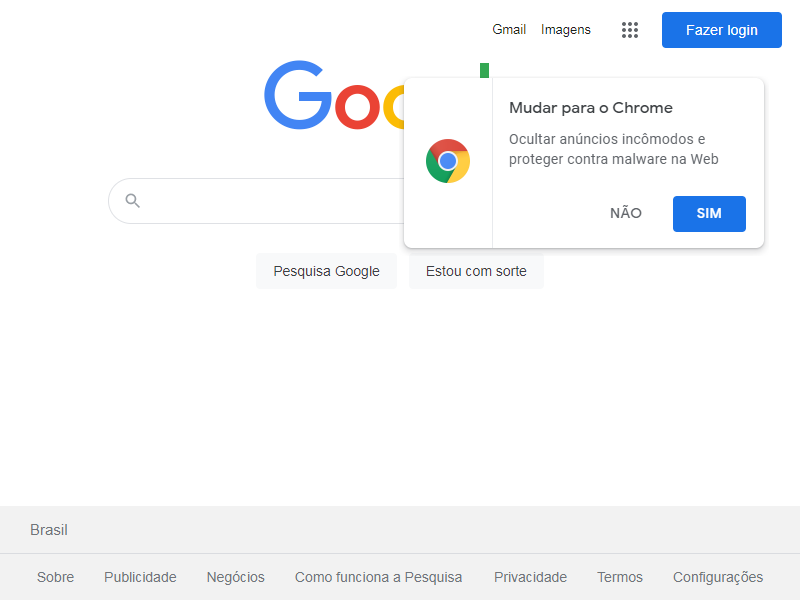 Gmail Imagens Fazer login
Goo
Mudar para o Chrome
Ocultar anúncios incômodos e
proteger contra malware na Web
NÃO SIM
Pesquisa Google Estou com sorte
Brasil
Sobre Publicidade Negócios Como funciona a Pesquisa Privacidade Termos Configurações